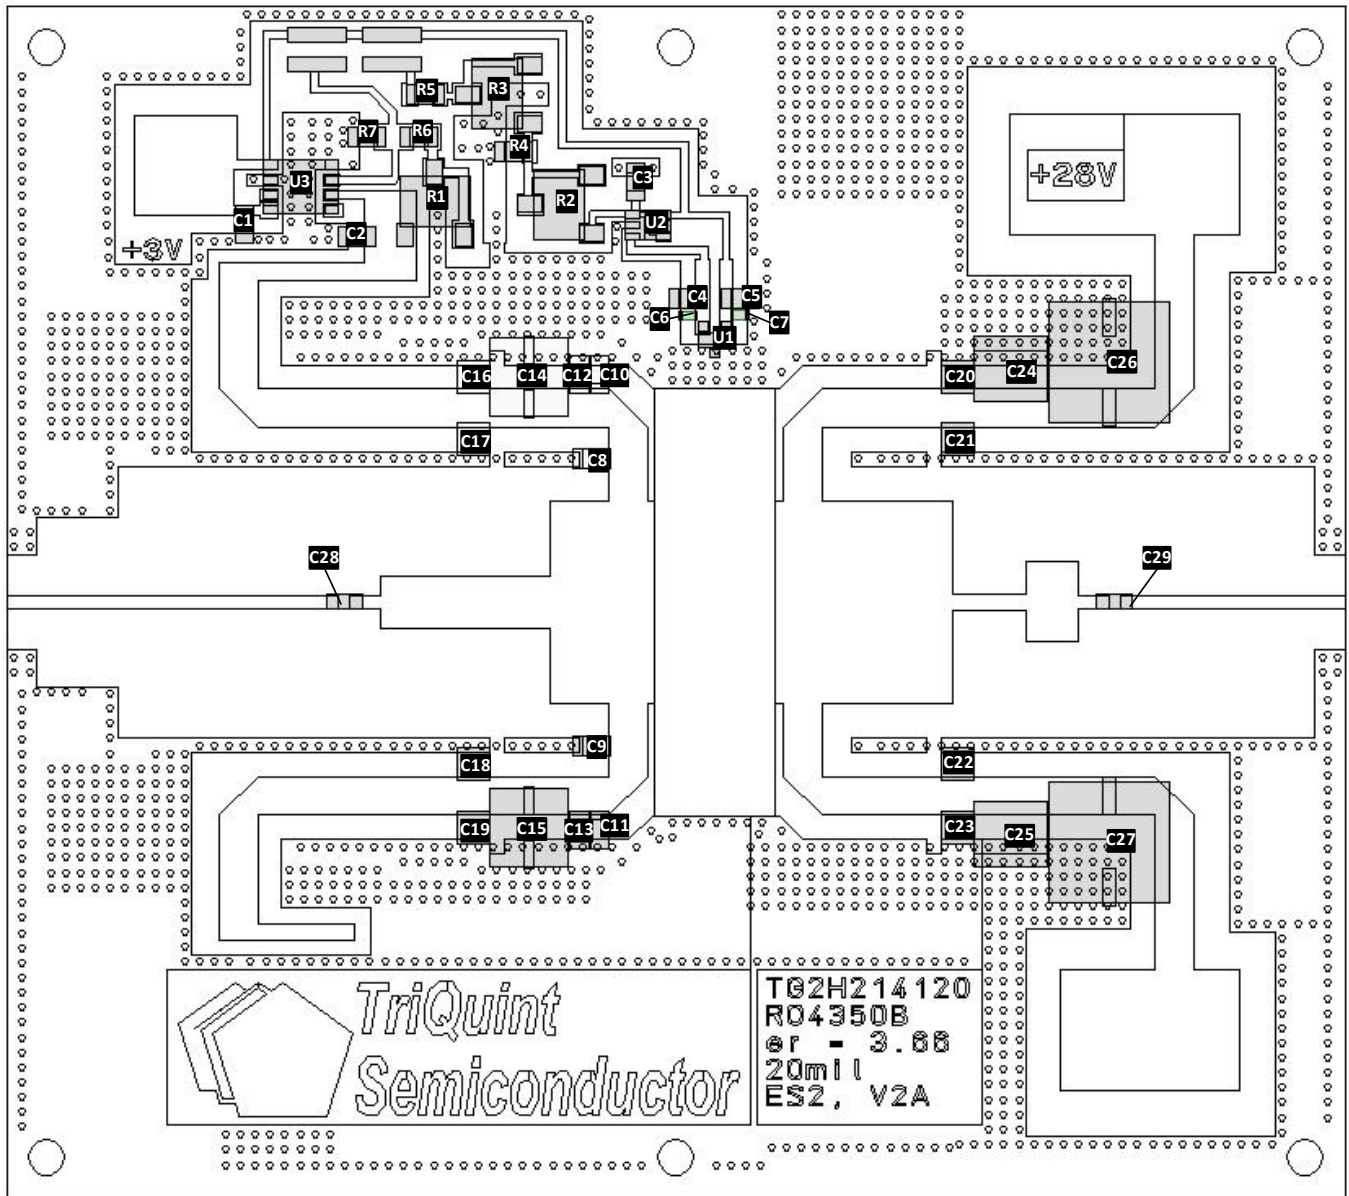 R5
R3
R7
R6
R4
U3
C3
R1
R2
C1
C2
U2
+28V
+3V
C4
C5
C6
C7
U1
C16
C14
C12
C10
C20
C24
C26
C17
C21
C8
C28
C29
C9
C18
C22
C19
C15
C13
C11
C23
C25
C27
TriQuint
Semiconductor
TG2H214120
RO4350B
er = 3.66
20mil
ES2, V2A